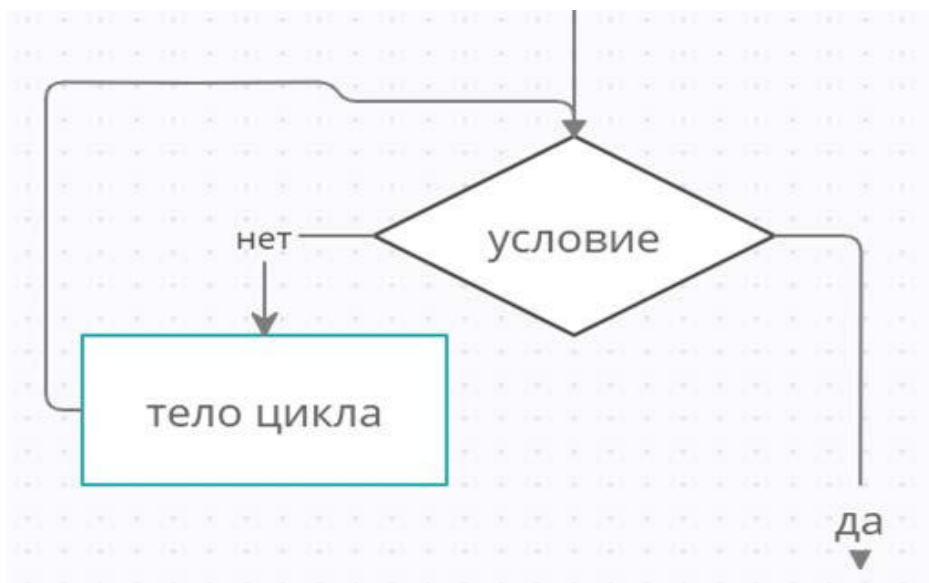 нет
условие
тело цикла
да